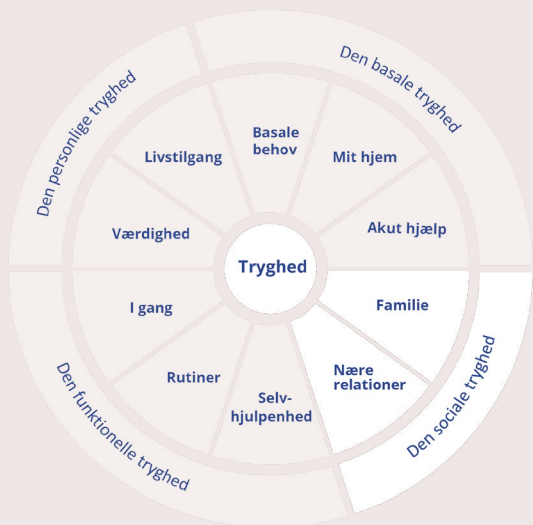 Den personlige tryghed
Den basale tryghed
Basale
behov
Livstilgang
Mit hjem
Værdighed
Akut hjælp
Tryghed
I gang
Familie
Rutiner
Nære
relationer
Selv-
hjulpenhed
Den funktionelle tryghed
Den sociale tryghed